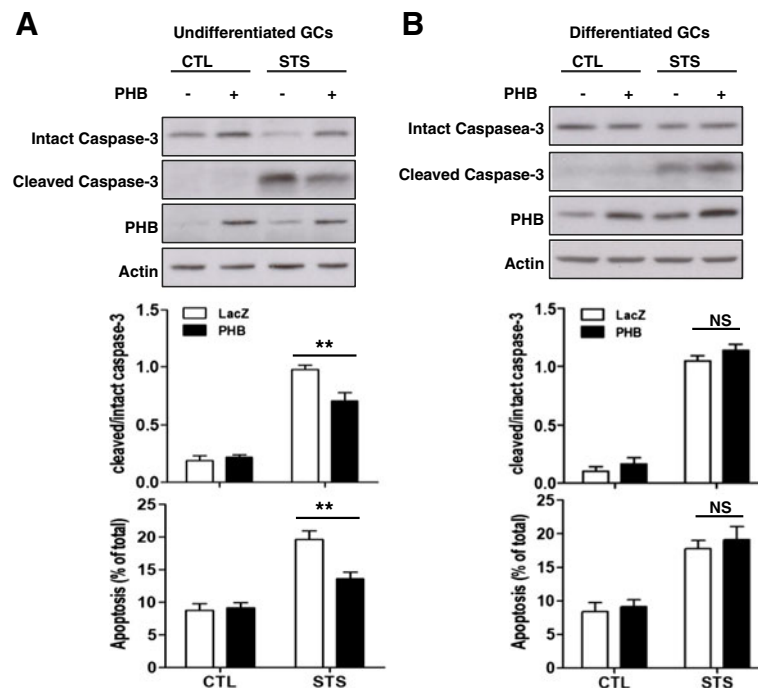 A
Undifferentiated GCs
CTL STS
PHB - + - +
Intact Caspase-3
Cleaved Caspase-3
PHB
Actin
cleaved/intact caspase-3
1.5
1.0
0.5
0.0
LacZ
PHB
**
Apoptosis (% of total)
25
20
15
10
5
0
**
CTL STS
B
Differentiated GCs
CTL STS
PHB - + - +
Intact Caspasea-3
Cleaved Caspase-3
PHB
Actin
cleaved/intact caspase-3
1.5
1.0
0.5
0.0
LacZ
PHB
NS
Apoptosis (% of total)
25
20
15
10
5
0
NS
CTL STS